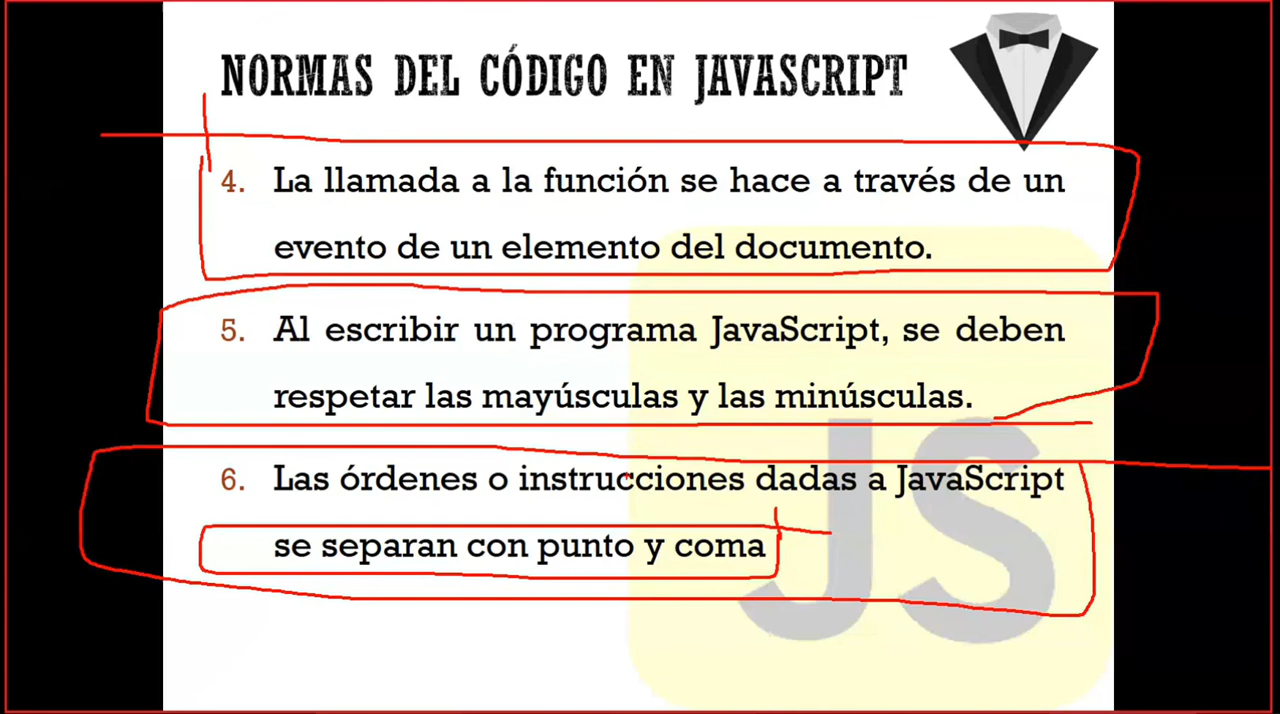 NORMAS DEL CÓDIGO EN JAVASCRIPT
4. La llamada a la función se hace a través de un
evento de un elemento del documento.
5. Al escribir un programa JavaScript, se deben
respetar las mayúsculas y las minúsculas.
6. Las órdenes o instrucciones dadas a JavaScript
se separan con punto y coma
JS